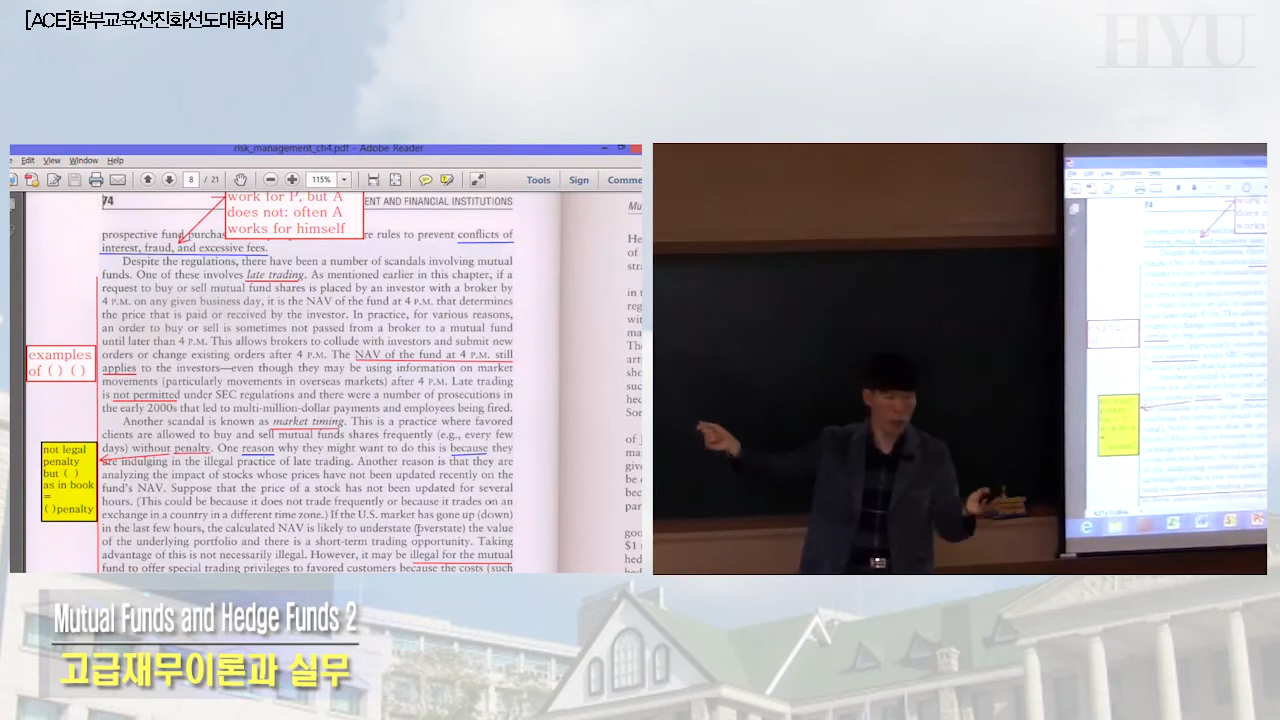 [ACE]학부교육선진화선도대학사업
HYU
risk_management_ch4.pdf - Adobe Reader
Edit View Window Help
8 / 21 115% Tools Sign Comme
74 ENT AND FINANCIAL INSTITUTIONS
work for P, but A
does not: often A
works for himself
prospective fund purchas re rules to prevent conflicts of
interest, fraud, and excessive fees.
Despite the regulations, there have been a number of scandals involving mutual
funds. One of these involves late trading. As mentioned earlier in this chapter, if a
request to buy or sell mutual fund shares is placed by an investor with a broker by
4 P.M. on any given business day, it is the NAV of the fund at 4 P.M. that determines
the price that is paid or received by the investor. In practice, for various reasons,
an order to buy or sell is sometimes not passed from a broker to a mutual fund
until later than 4 P.M. This allows brokers to collude with investors and submit new
orders or change existing orders after 4 P.M. The NAV of the fund at 4 P.M. still
applies to the investors—even though they may be using information on market
movements (particularly movements in overseas markets) after 4 P.M. Late trading
is not permitted under SEC regulations and there were a number of prosecutions in
the early 2000s that led to multi-million-dollar payments and employees being fired.
Another scandal is known as market timing. This is a practice where favored
clients are allowed to buy and sell mutual funds shares frequently (e.g., every few
days) without penalty. One reason why they might want to do this is because they
are indulging in the illegal practice of late trading. Another reason is that they are
analyzing the impact of stocks whose prices have not been updated recently on the
fund's NAV. Suppose that the price of a stock has not been updated for several
hours. (This could be because it does not trade frequently or because it trades on an
exchange in a country in a different time zone.) If the U.S. market has gone up (down)
in the last few hours, the calculated NAV is likely to understate (overstate) the value
of the underlying portfolio and there is a short-term trading opportunity. Taking
advantage of this is not necessarily illegal. However, it may be illegal for the mutual
fund to offer special trading privileges to favored customers because the costs (such
examples
of ( ) ( )
not legal
penalty
but ( )
as in book
=
( )penalty
Mutual Funds and Hedge Funds 2
고급재무이론과 실무